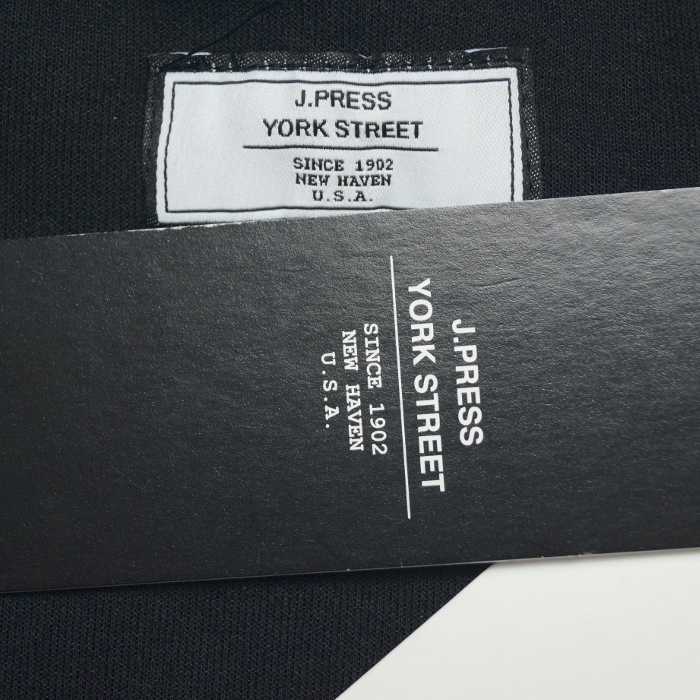 J.PRESS
YORK STREET
SINCE 1902
NEW HAVEN
U.S.A.
J.PRESS
YORK STREET
SINCE 1902
NEW HAVEN
U.S.A.